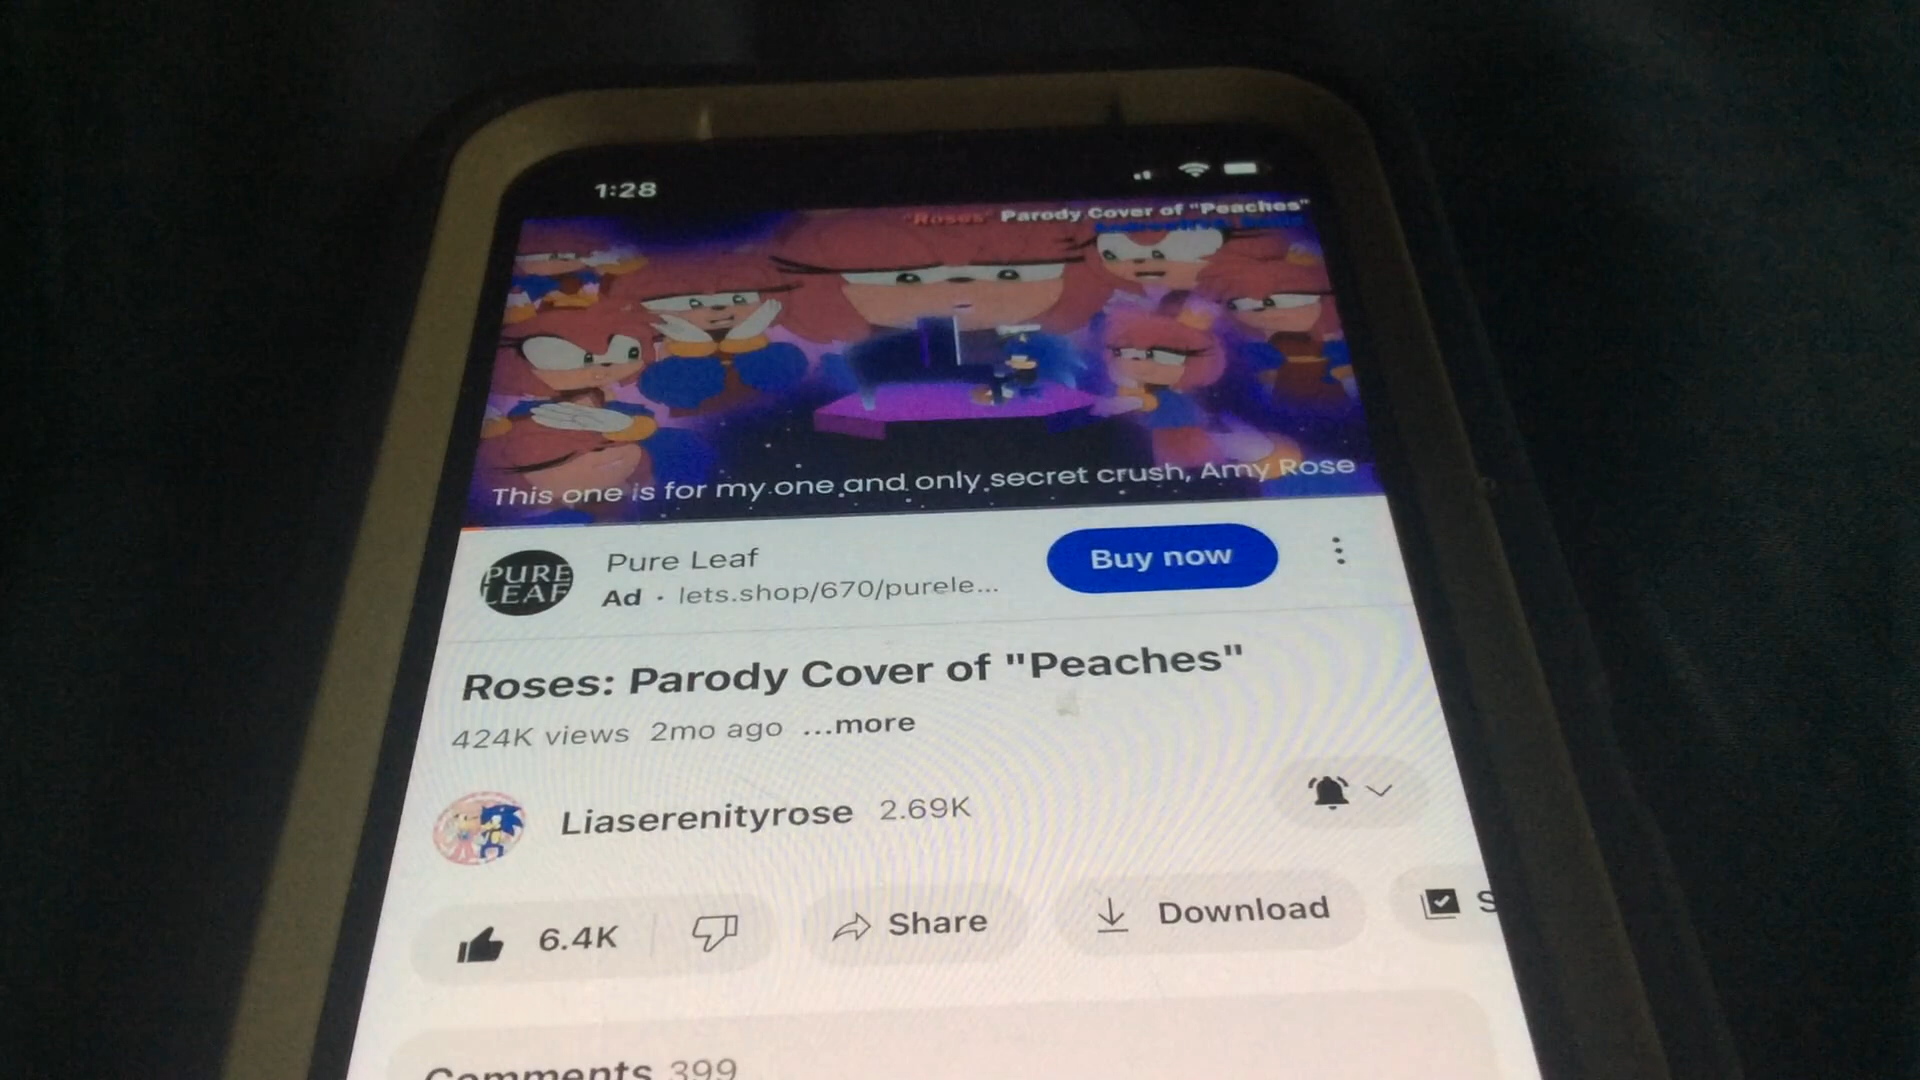 1:28
"Roses" Parody Cover of "Peaches"
This one is for my one and only secret crush, Amy Rose
PURE
LEAF
Pure Leaf
Ad · lets.shop/670/purele...
Buy now
Roses: Parody Cover of "Peaches"
424K views 2mo ago ...more
Liaserenityrose 2.69K
6.4K
Share
Download
S
Comments 399